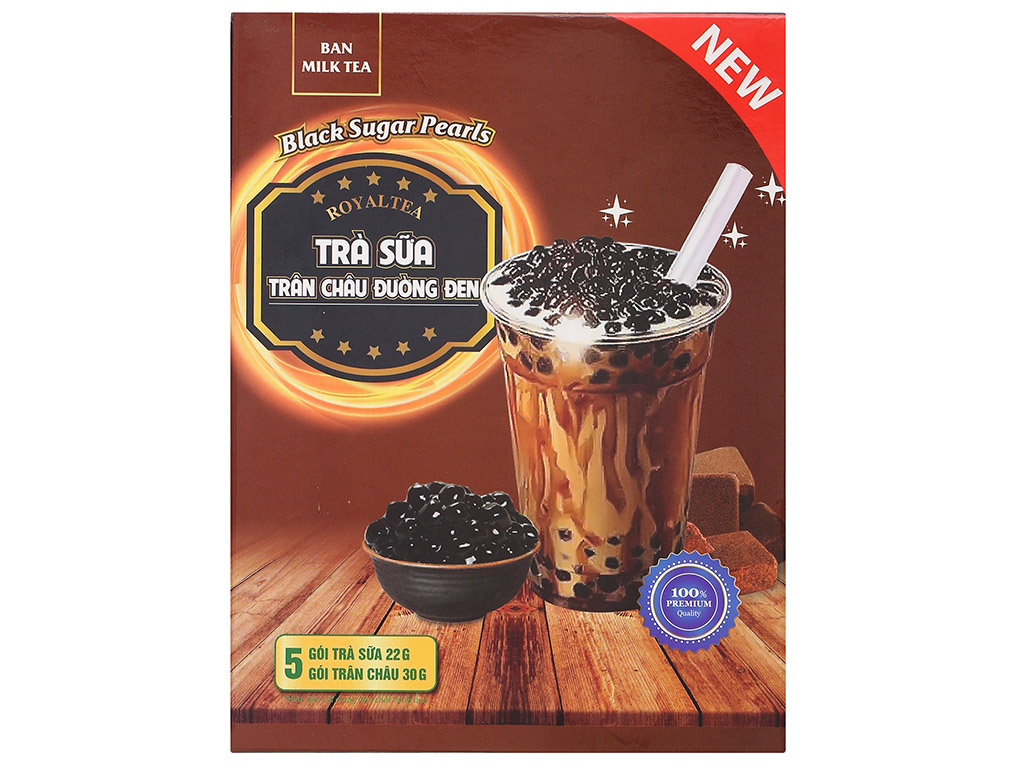 BAN
MILK TEA
NEW
Black Sugar Pearls
ROYALTEA
TRÀ SỮA
TRÂN CHÂU ĐƯỜNG ĐEN
100%
PREMIUM
Quality
5
GÓI TRÀ SỮA 22G
GÓI TRÂN CHÂU 30G